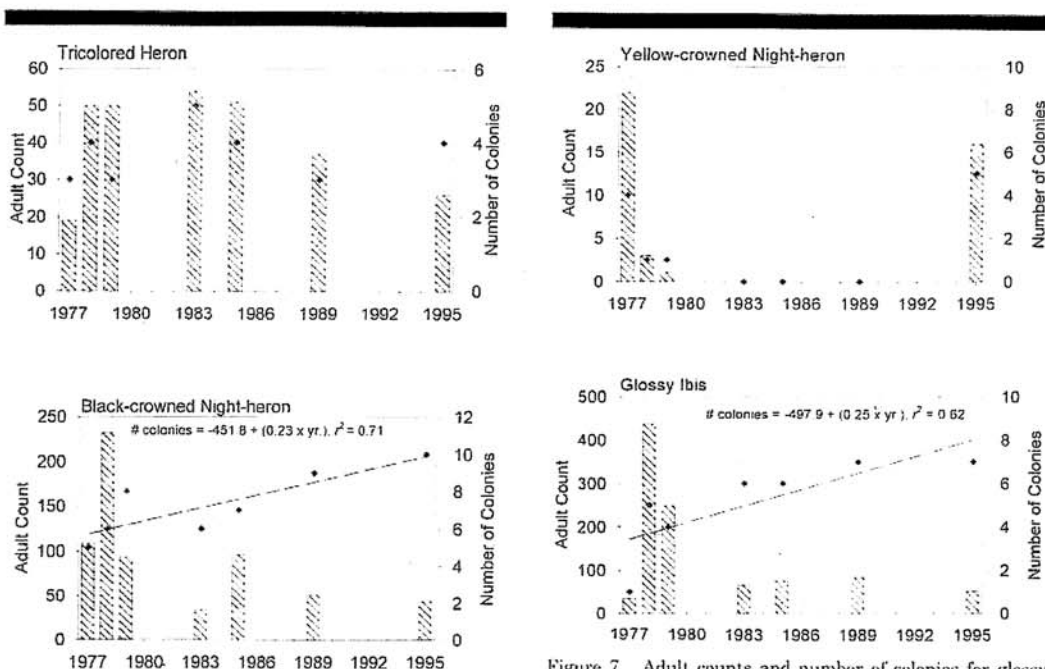 Tricolored Heron
60
50
40
30
20
10
0
Adult Count
6
4
2
0
Number of Colonies
1977 1980 1983 1986 1989 1992 1995
Yellow-crowned Night-heron
25
20
15
10
5
0
Adult Count
10
8
6
4
2
0
Number of Colonies
1977 1980 1983 1986 1989 1992 1995
Black-crowned Night-heron
# colonies = -451.8 + (0.23 x yr.), r² = 0.71
250
200
150
100
50
0
Adult Count
12
10
8
6
4
2
0
Number of Colonies
1977 1980 1983 1986 1989 1992 1995
Glossy Ibis
# colonies = -497.9 + (0.25 x yr.), r² = 0.62
500
400
300
200
100
0
Adult Count
10
8
6
4
2
0
Number of Colonies
1977 1980 1983 1986 1989 1992 1995
Figure 7. Adult counts and number of colonies for glossy